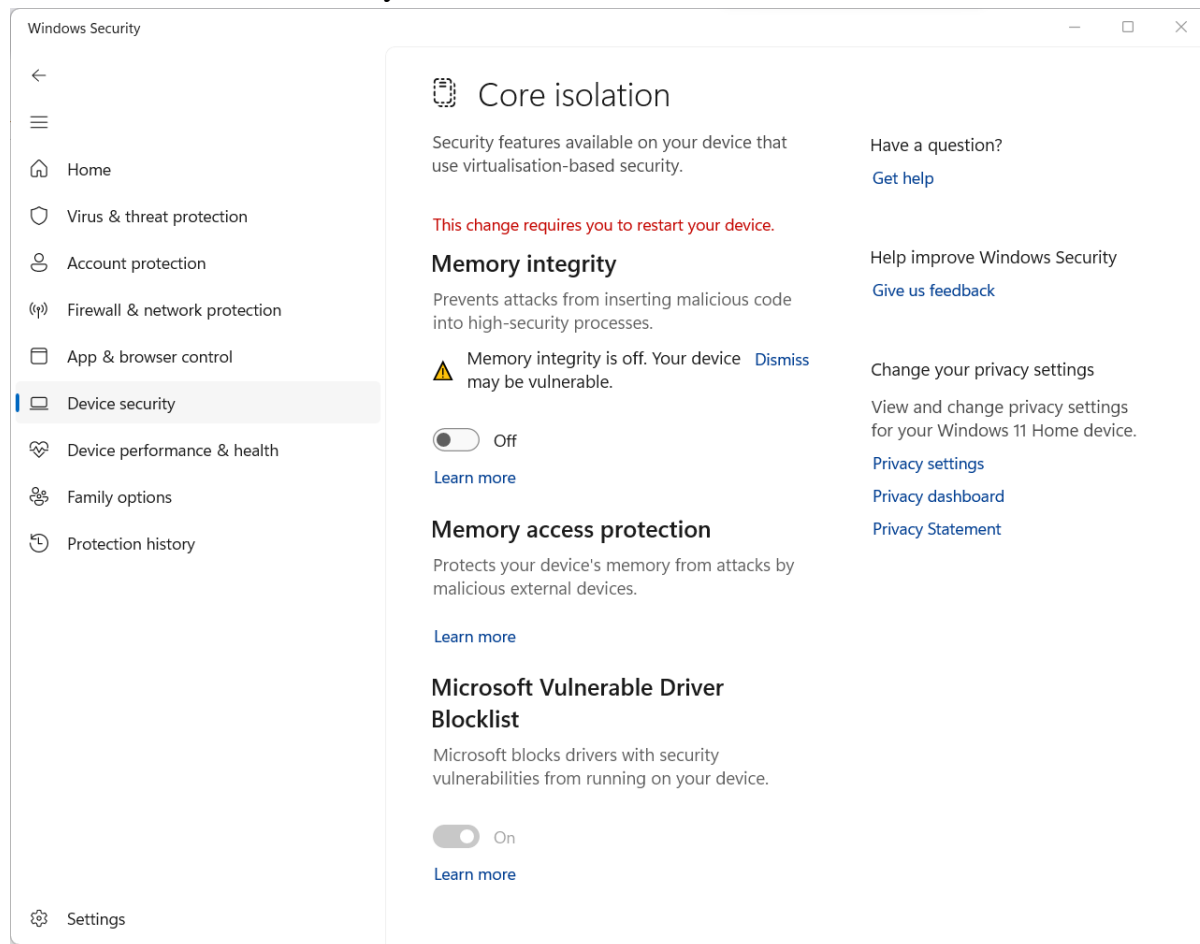 Windows Security
Home
Virus & threat protection
Account protection
Firewall & network protection
App & browser control
Device security
Device performance & health
Family options
Protection history
Settings
Core isolation
Security features available on your device that
use virtualisation-based security.
This change requires you to restart your device.
Memory integrity
Prevents attacks from inserting malicious code
into high-security processes.
Memory integrity is off. Your device Dismiss
may be vulnerable.
Off
Learn more
Memory access protection
Protects your device's memory from attacks by
malicious external devices.
Learn more
Microsoft Vulnerable Driver
Blocklist
Microsoft blocks drivers with security
vulnerabilities from running on your device.
On
Learn more
Have a question?
Get help
Help improve Windows Security
Give us feedback
Change your privacy settings
View and change privacy settings
for your Windows 11 Home device.
Privacy settings
Privacy dashboard
Privacy Statement